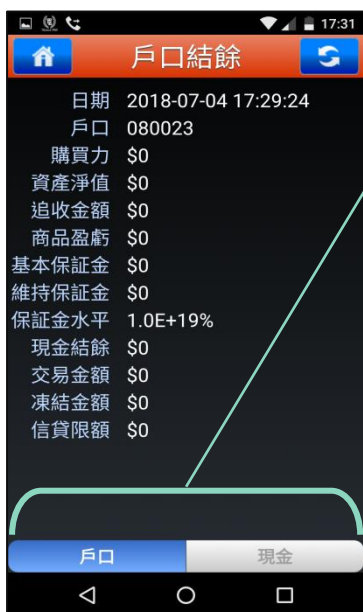 17:31
戶口結餘
日期 2018-07-04 17:29:24
戶口 080023
購買力 $0
資產淨值 $0
追收金額 $0
商品盈虧 $0
基本保証金 $0
維持保証金 $0
保証金水平 1.0E+19%
現金結餘 $0
交易金額 $0
凍結金額 $0
信貸限額 $0
戶口 現金